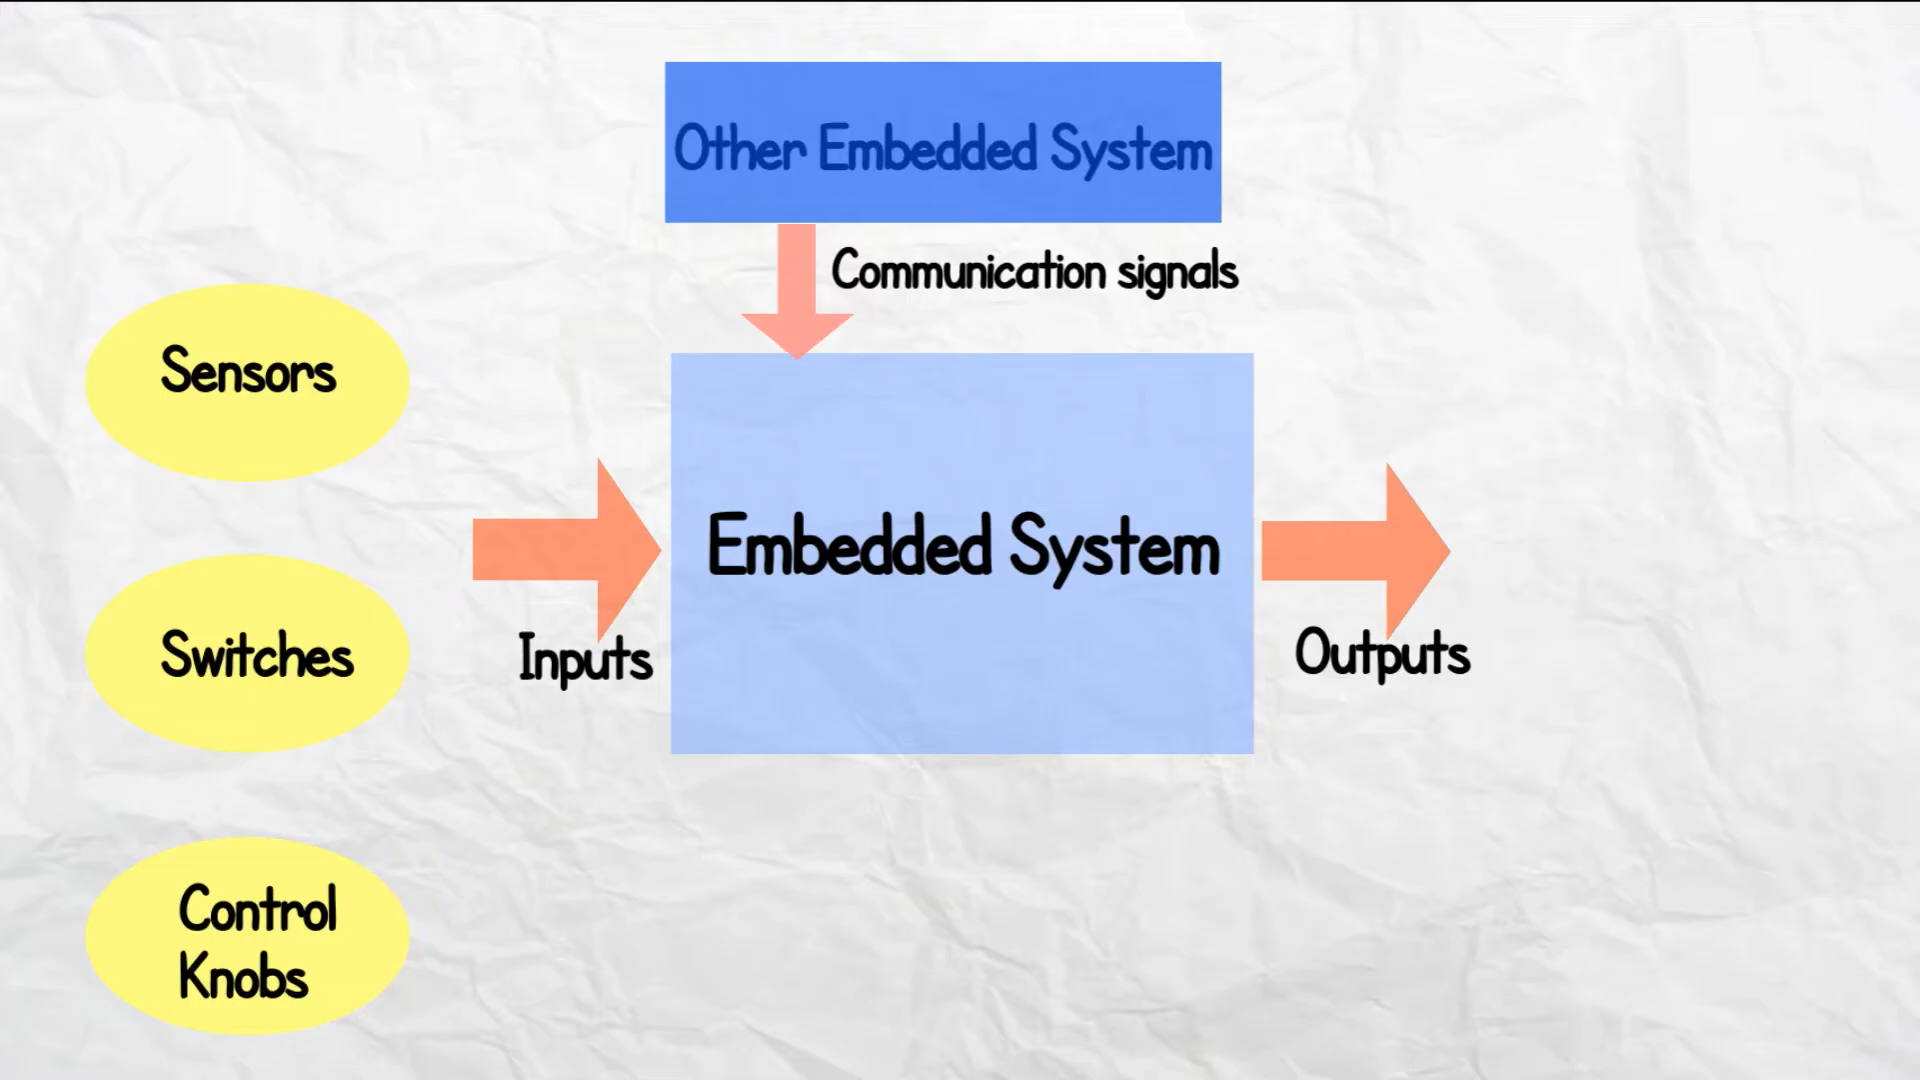 Other Embedded System
Communication signals
Sensors
Embedded System
Switches
Inputs
Outputs
Control
Knobs